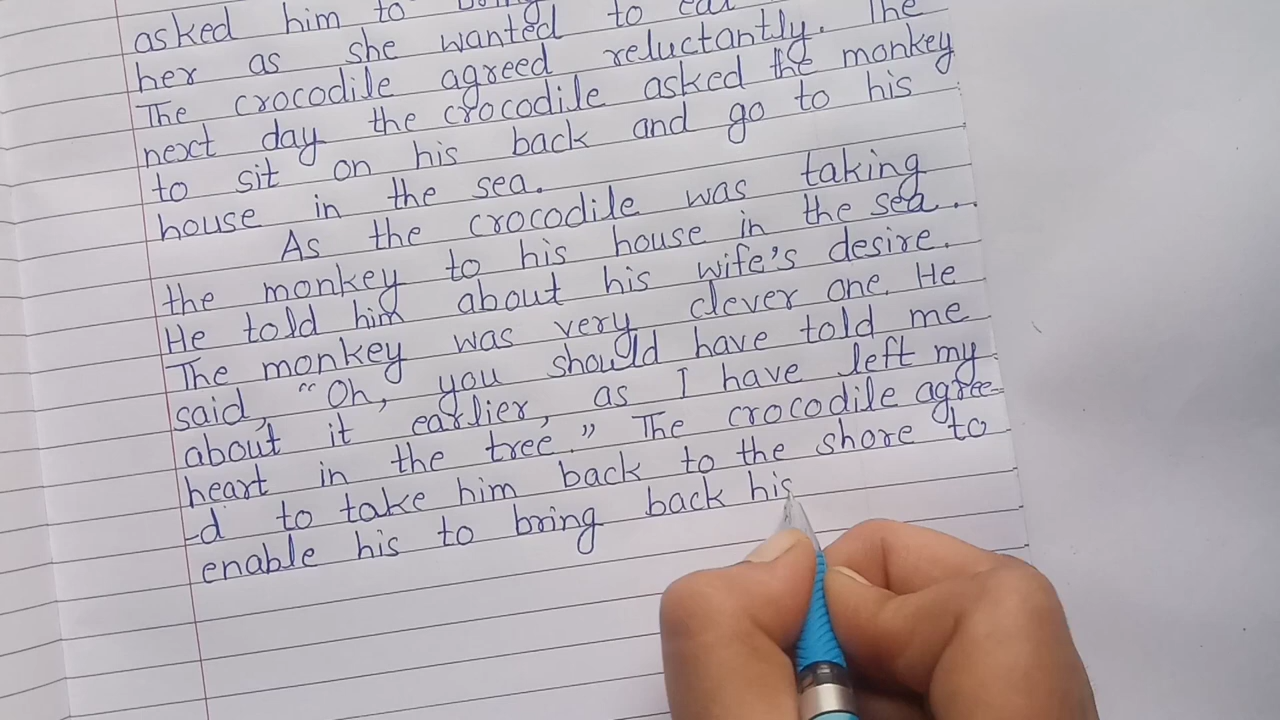 asked him to
her as she wanted to
The crocodile agreed reluctantly. The
next day the crocodile asked the monkey
to sit on his back and go to his
house in the sea.
As the crocodile was taking
the monkey to his house in the sea.
He told him about his wife's desire.
The monkey was very clever one. He
said, "Oh, you should have told me
about it earlier, as I have left my
heart in the tree." The crocodile agree=
-d to take him back to the shore to
enable his to bring back his